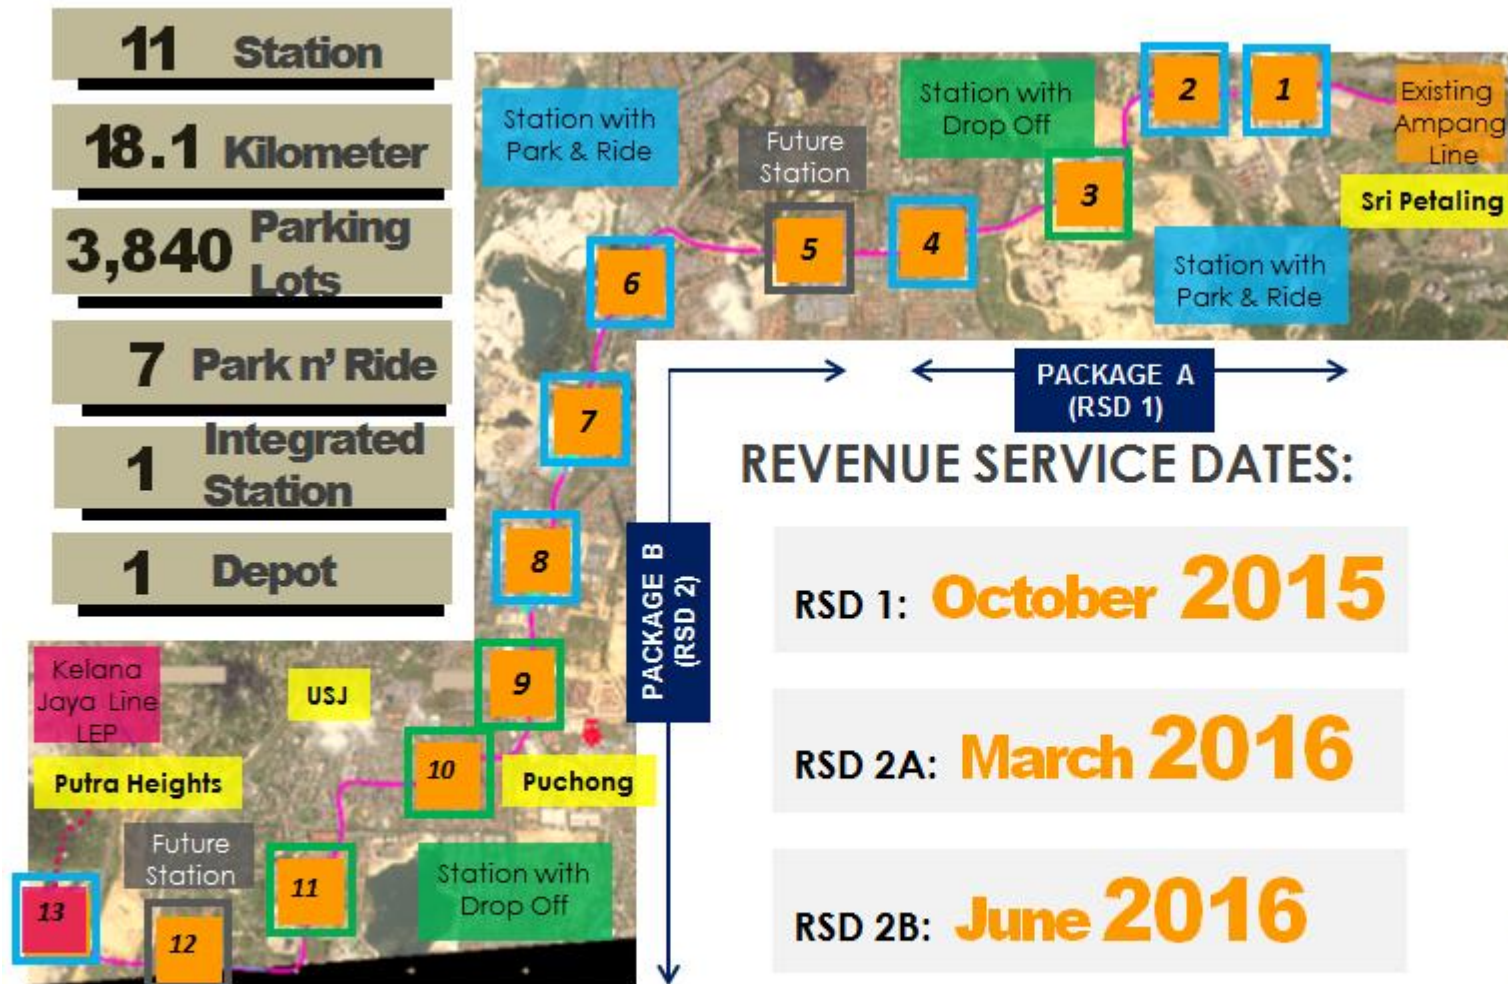 11 Station
18.1 Kilometer
3,840 Parking
Lots
7 Park n' Ride
1 Integrated
Station
1 Depot
Station with
Park & Ride
Future
Station
Station with
Drop Off
2
1
Existing
Ampang
Line
3
Sri Petaling
4
5
6
Station with
Park & Ride
PACKAGE A
(RSD 1)
7
REVENUE SERVICE DATES:
8
PACKAGE B
(RSD 2)
RSD 1: October 2015
9
Kelana
Jaya Line
LEP
USJ
10
Putra Heights
Puchong
RSD 2A: March 2016
Future
Station
11
Station with
Drop Off
13
12
RSD 2B: June 2016